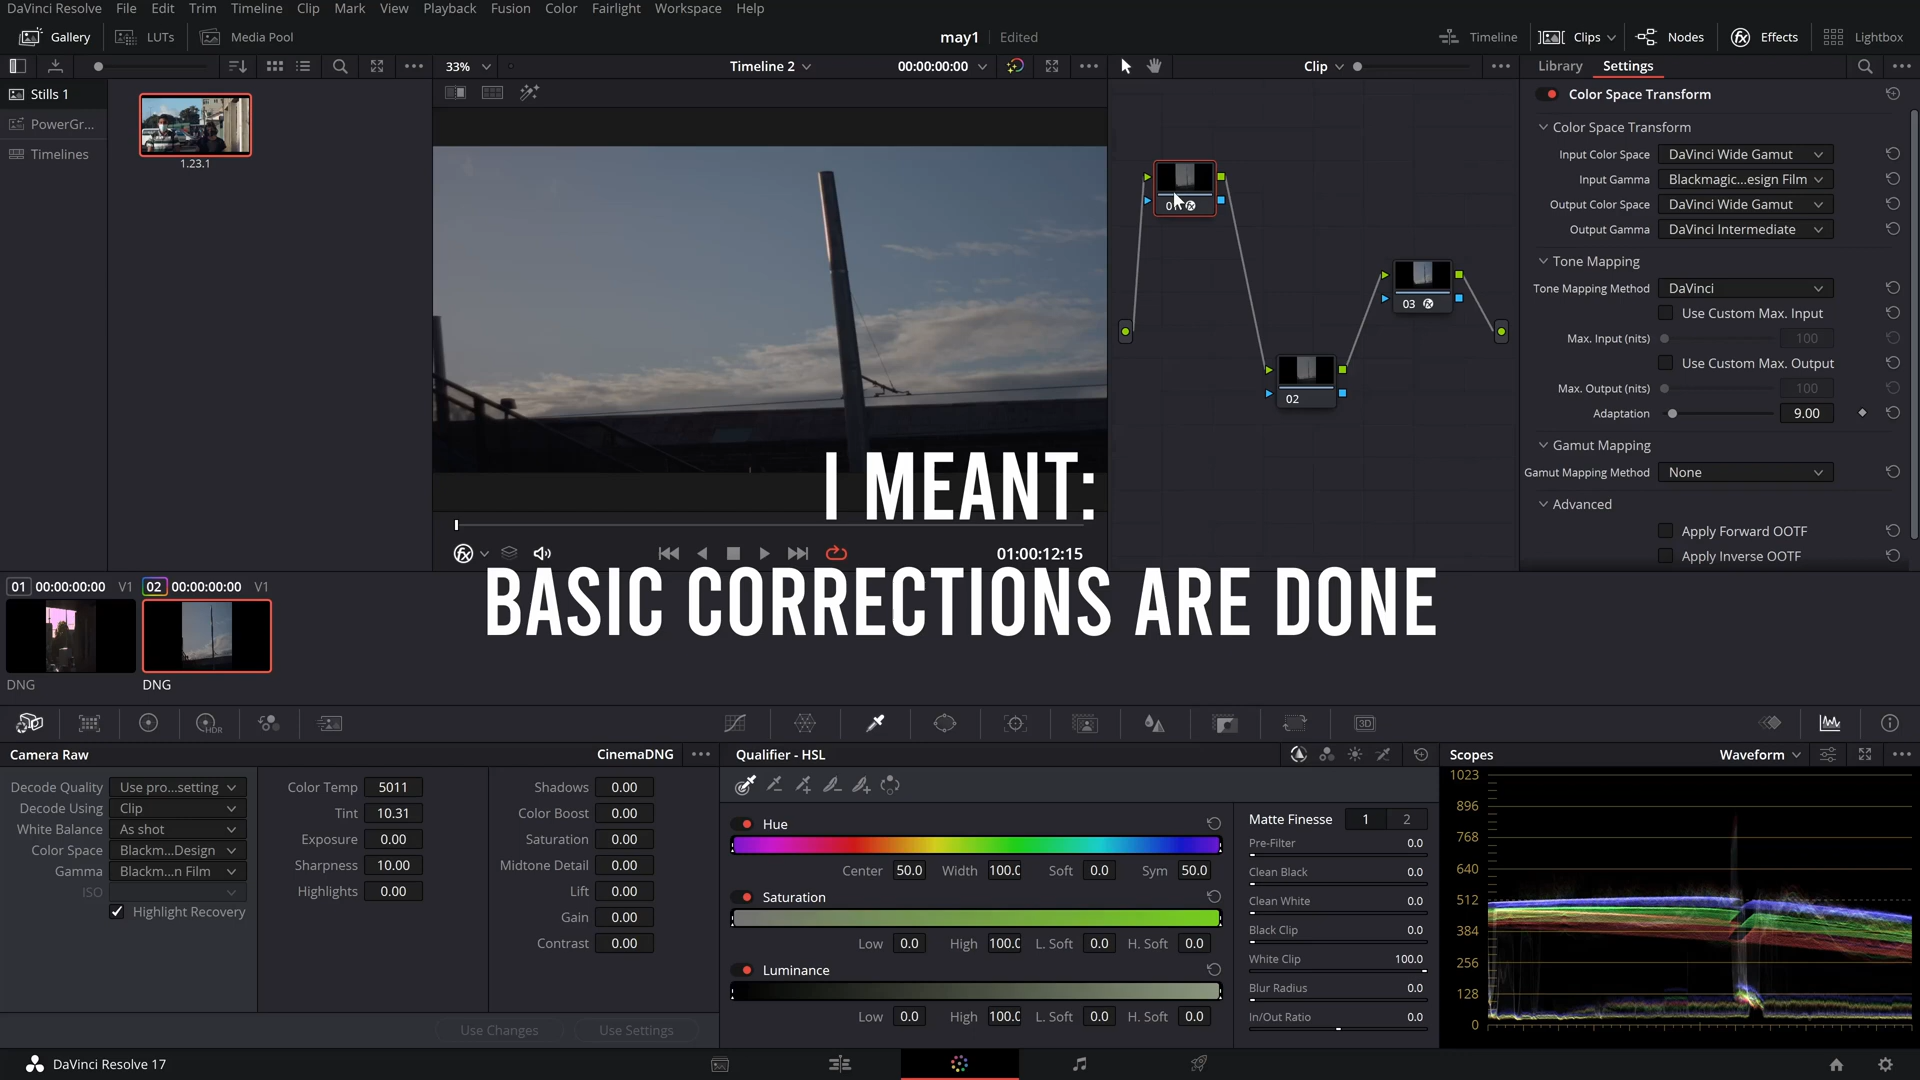 DaVinci Resolve File Edit Trim Timeline Clip Mark View Playback Fusion Color Fairlight Workspace Help
Gallery LUTs Media Pool may1 Edited Timeline Clips Nodes Effects Lightbox
33% Timeline 2 00:00:00:00 Clip Library Settings
Stills 1
PowerGr...
Timelines
1.23.1
Color Space Transform
Color Space Transform
Input Color Space DaVinci Wide Gamut
Input Gamma Blackmagic...esign Film
Output Color Space DaVinci Wide Gamut
Output Gamma DaVinci Intermediate
Tone Mapping
Tone Mapping Method DaVinci
Use Custom Max. Input
Max. Input (nits) 100
Use Custom Max. Output
Max. Output (nits) 100
Adaptation 9.00
Gamut Mapping
Gamut Mapping Method None
Advanced
Apply Forward OOTF
Apply Inverse OOTF
03
02
I MEANT:
BASIC CORRECTIONS ARE DONE
01:00:12:15
01 00:00:00:00 V1 02 00:00:00:00 V1
DNG DNG
Camera Raw CinemaDNG
Decode Quality Use pro...setting
Decode Using Clip
White Balance As shot
Color Space Blackm...Design
Gamma Blackm...n Film
ISO
Highlight Recovery
Color Temp 5011
Tint 10.31
Exposure 0.00
Sharpness 10.00
Highlights 0.00
Shadows 0.00
Color Boost 0.00
Saturation 0.00
Midtone Detail 0.00
Lift 0.00
Gain 0.00
Contrast 0.00
Use Changes Use Settings
Qualifier - HSL
Hue
Center 50.0 Width 100.0 Soft 0.0 Sym 50.0
Saturation
Low 0.0 High 100.0 L. Soft 0.0 H. Soft 0.0
Luminance
Low 0.0 High 100.0 L. Soft 0.0 H. Soft 0.0
Matte Finesse 1 2
Pre-Filter 0.0
Clean Black 0.0
Clean White 0.0
Black Clip 0.0
White Clip 100.0
Blur Radius 0.0
In/Out Ratio 0.0
Scopes Waveform
1023
896
768
640
512
384
256
128
0
HDR
3D
DaVinci Resolve 17